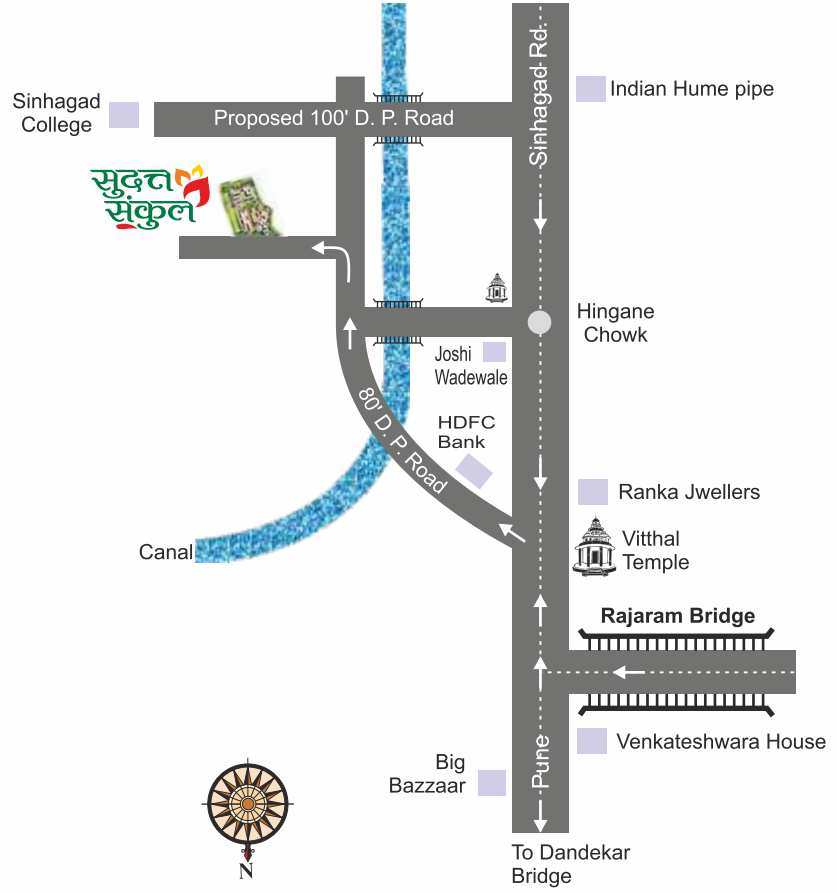 Sinhagad Rd.
Indian Hume pipe
Sinhagad
College
Proposed 100' D. P. Road
सुदत्त
संकुल
Hingane
Chowk
Joshi
Wadewale
80' D. P. Road
HDFC
Bank
Ranka Jwellers
Canal
Vitthal
Temple
Rajaram Bridge
Venkateshwara House
Pune
Big
Bazzaar
N
To Dandekar
Bridge